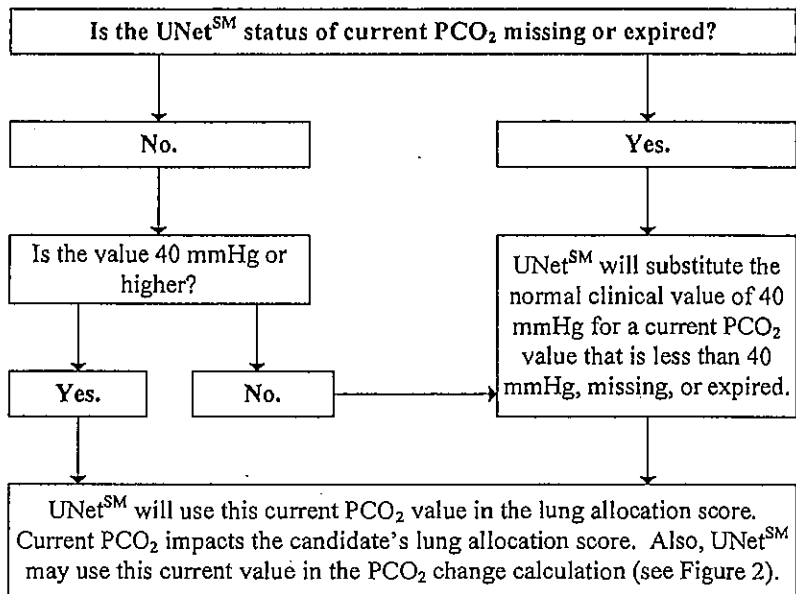 Is the UNetSM status of current PCO2 missing or expired?
No.
Yes.
Is the value 40 mmHg or
higher?
UNetSM will substitute the
normal clinical value of 40
mmHg for a current PCO2
value that is less than 40
mmHg, missing, or expired.
Yes.
No.
UNetSM will use this current PCO2 value in the lung allocation score.
Current PCO2 impacts the candidate's lung allocation score. Also, UNetSM
may use this current value in the PCO2 change calculation (see Figure 2).